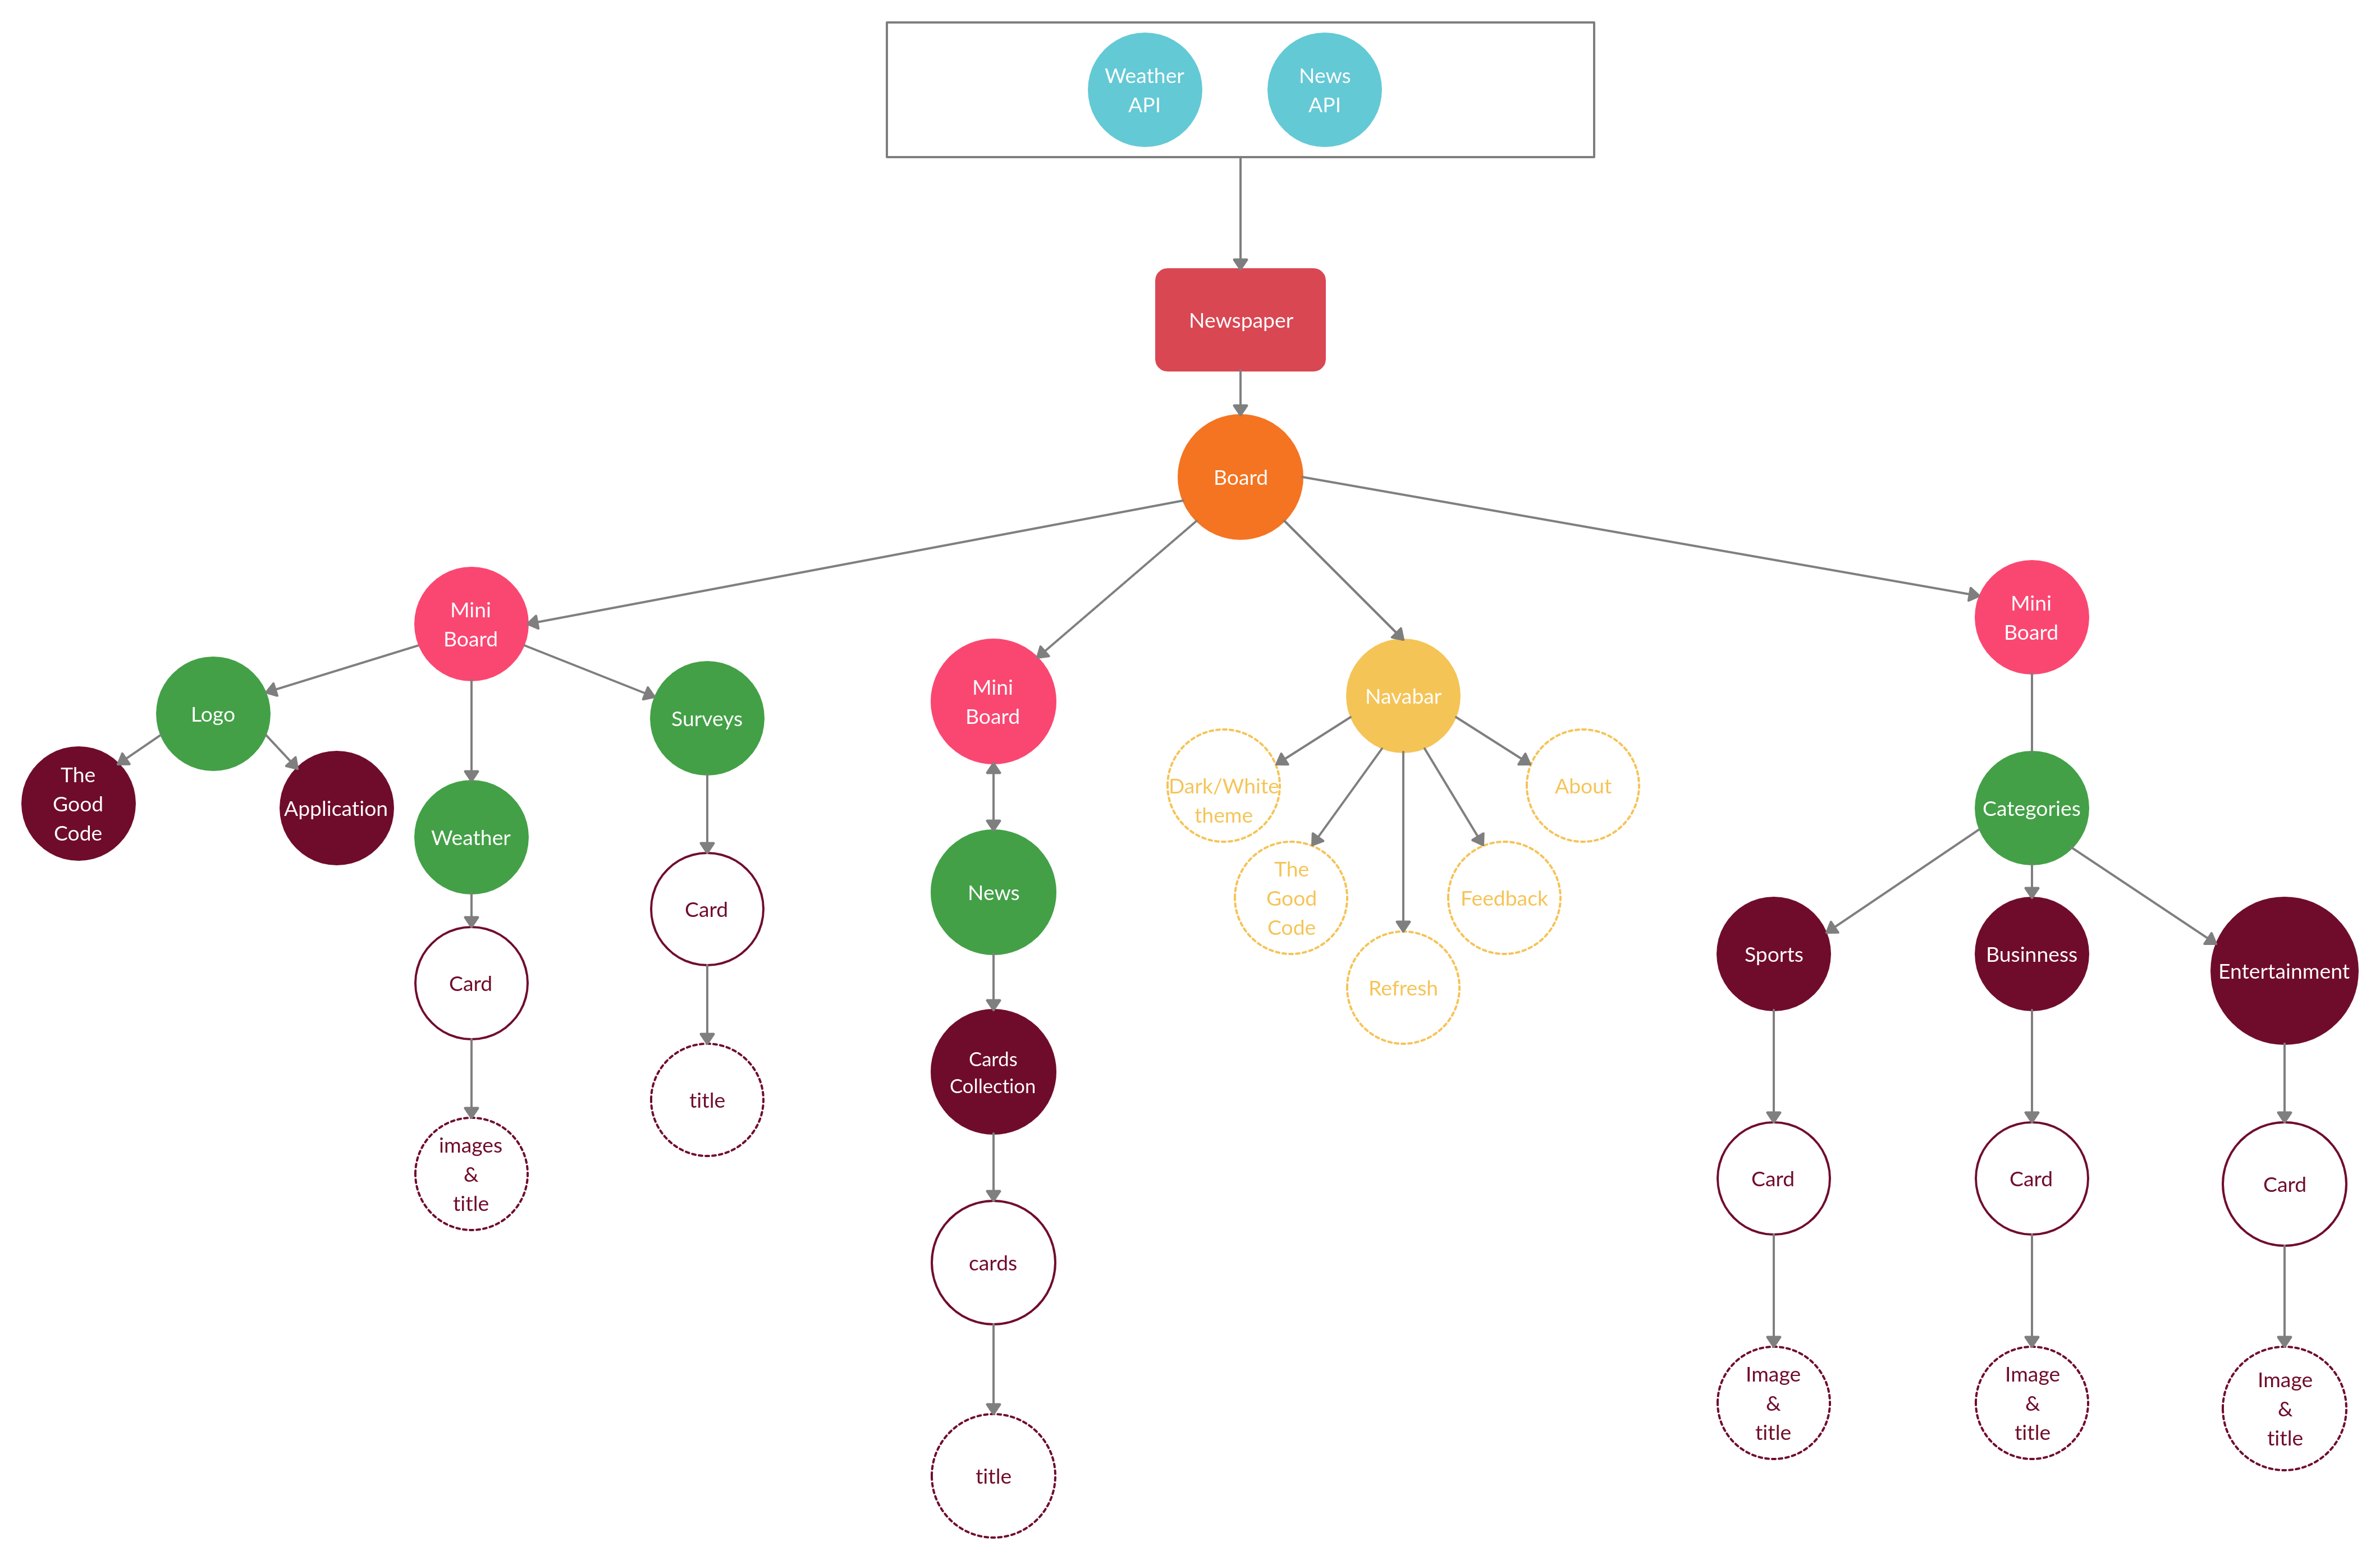 Weather
API
News
API
Newspaper
Board
Mini
Board
Logo
The
Good
Code
Application
Weather
Card
images
&
title
Surveys
Card
title
Mini
Board
News
Cards
Collection
cards
title
Navabar
Dark/White
theme
The
Good
Code
Refresh
Feedback
About
Mini
Board
Categories
Sports
Card
Image
&
title
Businness
Card
Image
&
title
Entertainment
Card
Image
&
title